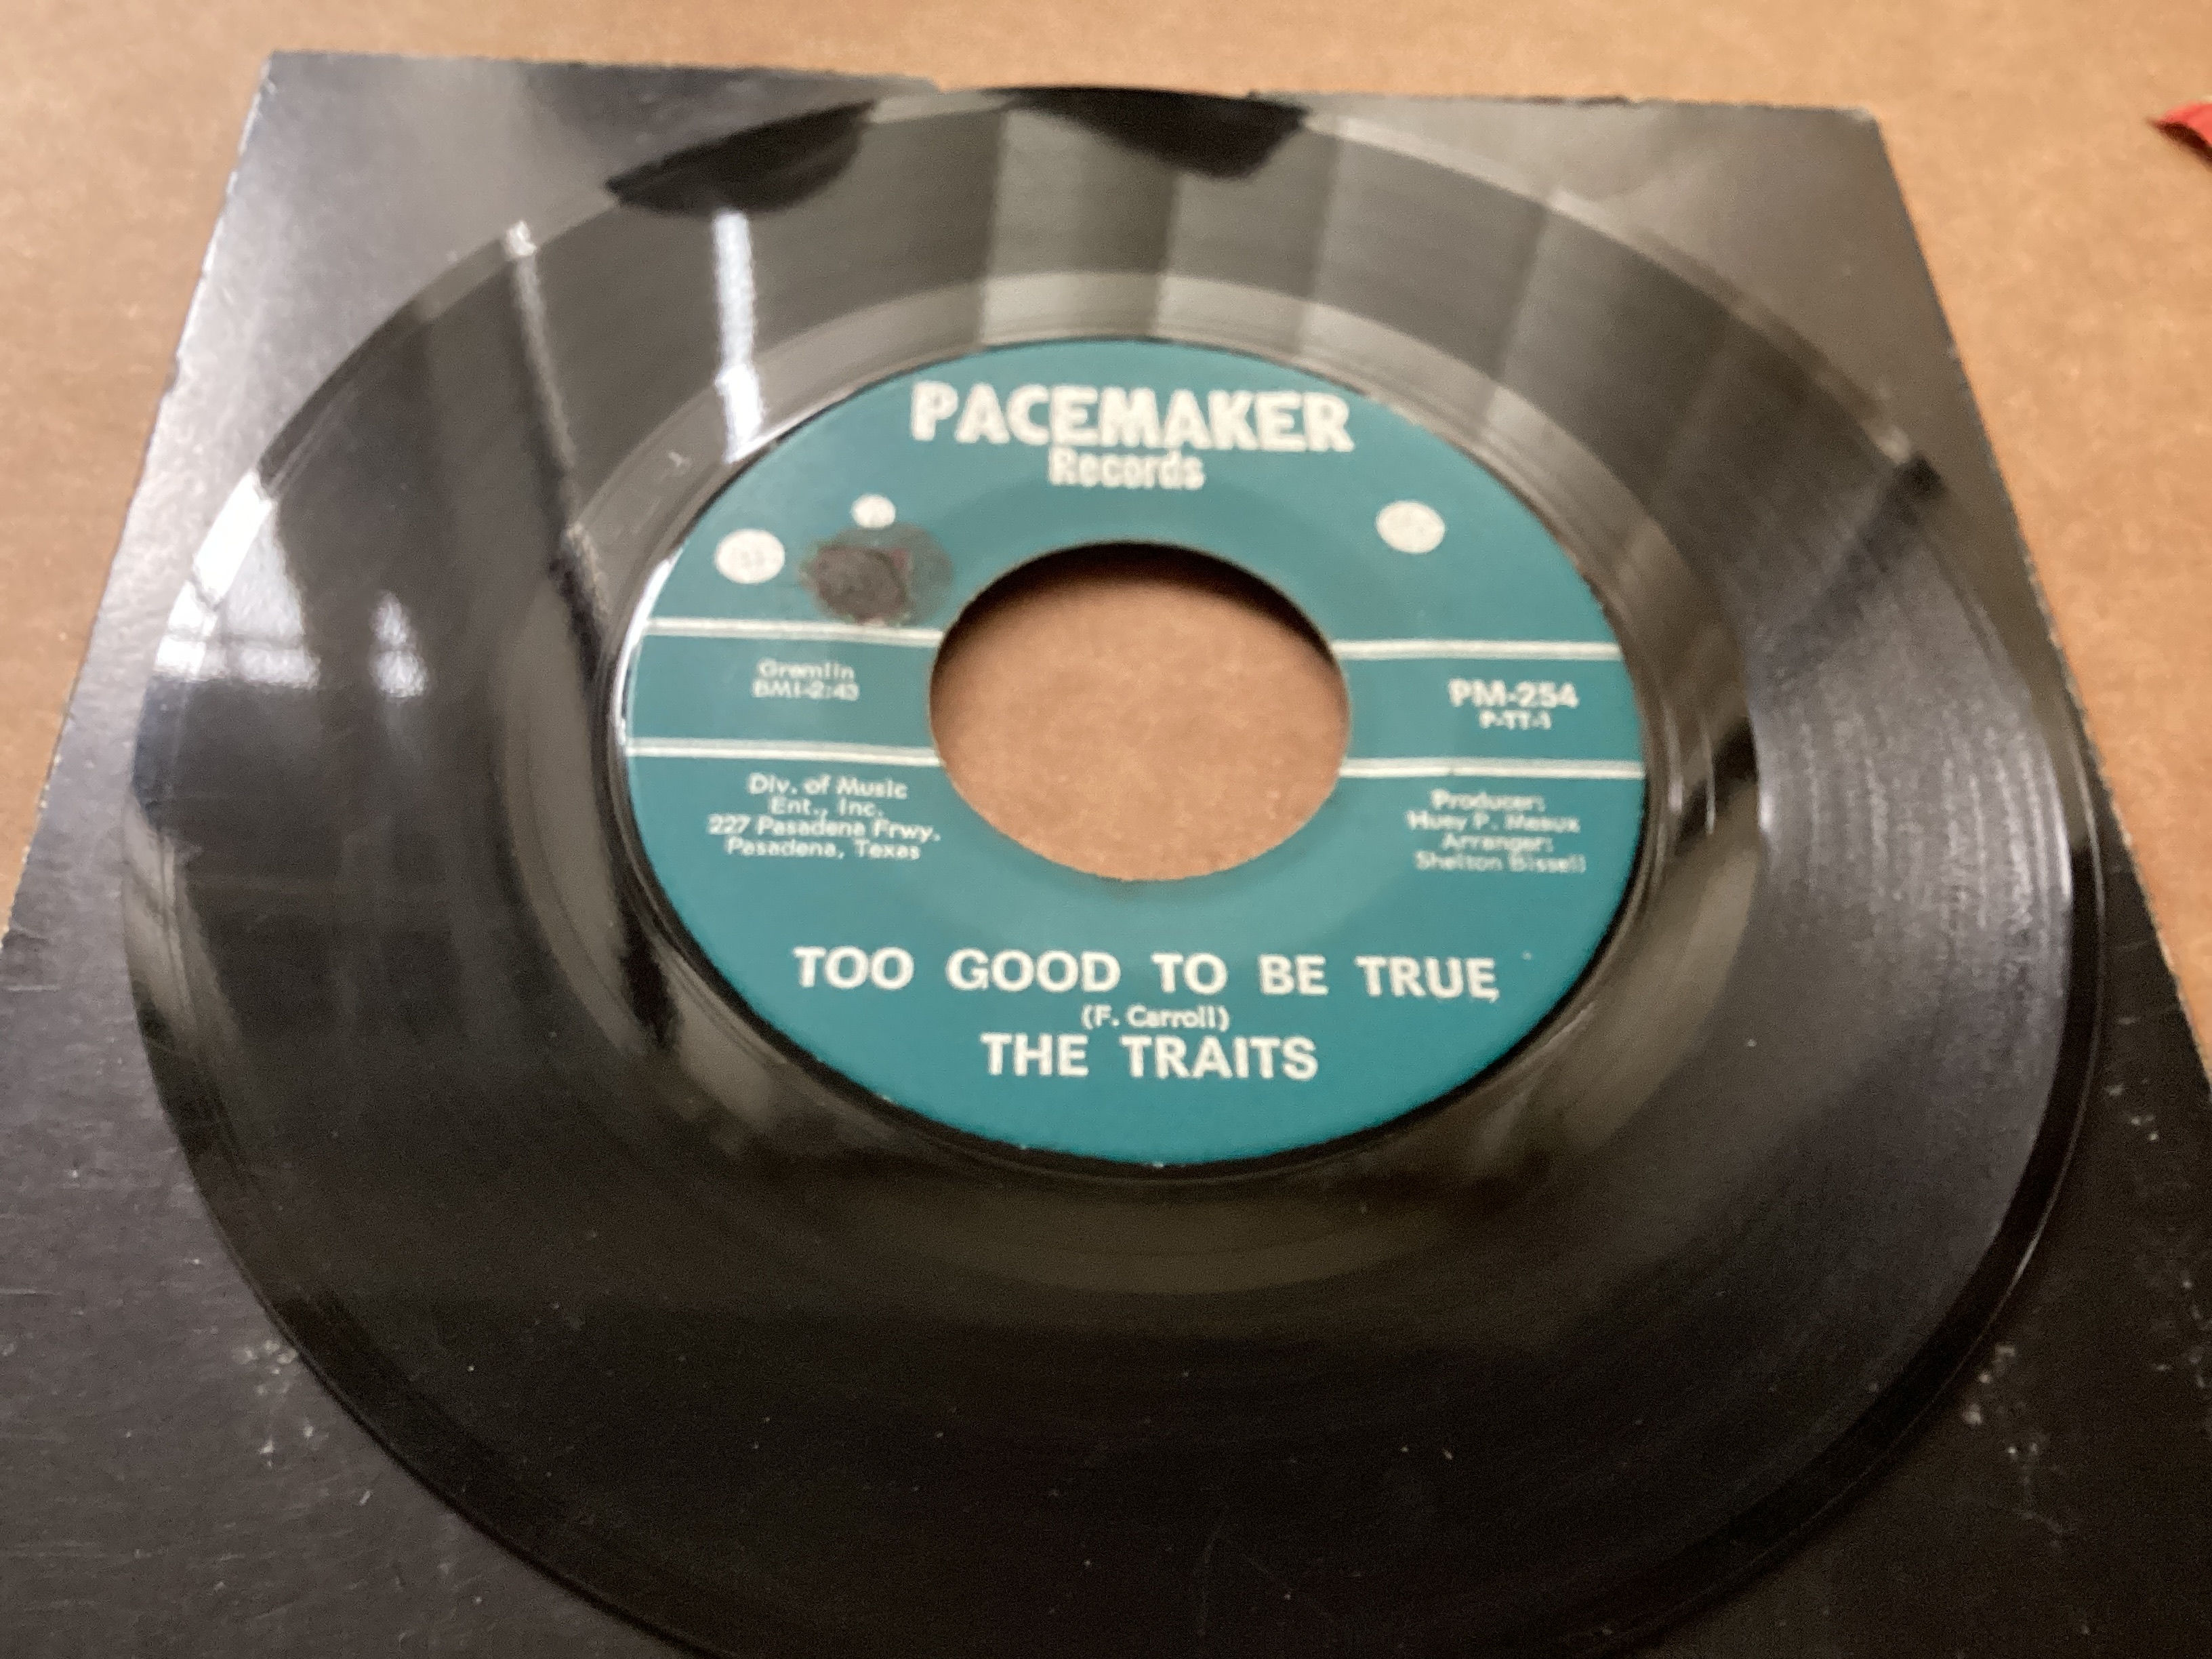 PACEMAKER
Records
Gremlin
BMI-2:43
PM-254
P-TT-1
Div. of Music
Ent., Inc.
227 Pasadena Frwy.
Pasadena, Texas
Producer:
Huey P. Meaux
Arranger:
Shelton Bissell
TOO GOOD TO BE TRUE
(F. Carroll)
THE TRAITS